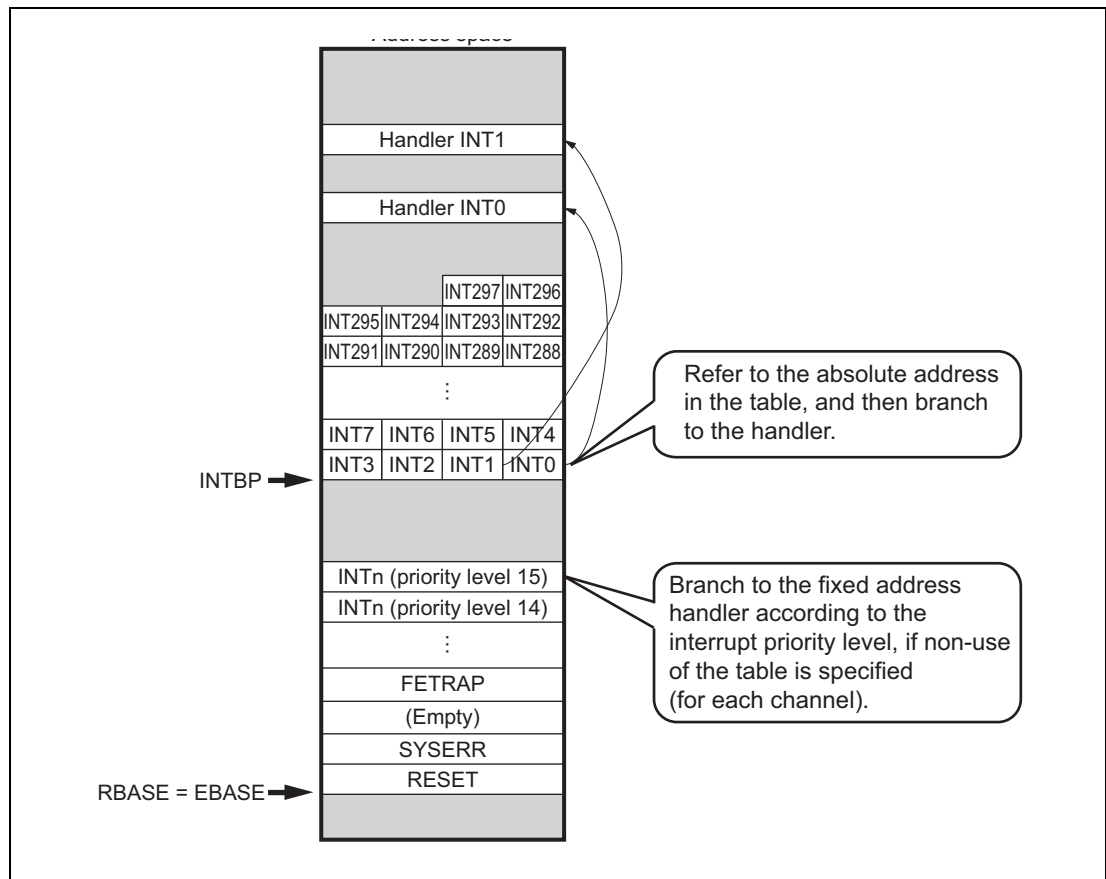 Address space
Handler INT1
Handler INT0
INT297 INT296
INT295 INT294 INT293 INT292
INT291 INT290 INT289 INT288
⋮
INT7 INT6 INT5 INT4
INT3 INT2 INT1 INT0
INTBP
Refer to the absolute address
in the table, and then branch
to the handler.
INTn (priority level 15)
INTn (priority level 14)
⋮
FETRAP
(Empty)
SYSERR
RESET
RBASE = EBASE
Branch to the fixed address
handler according to the
interrupt priority level, if non-use
of the table is specified
(for each channel).